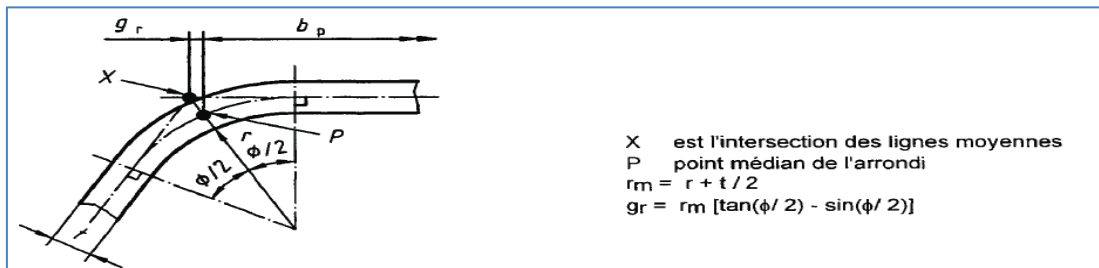 g r
b p
X
P
r
ϕ/2
ϕ/2
t
X est l'intersection des lignes moyennes
P point médian de l'arrondi
rm = r + t / 2
gr = rm [tan(ϕ/ 2) - sin(ϕ/ 2)]